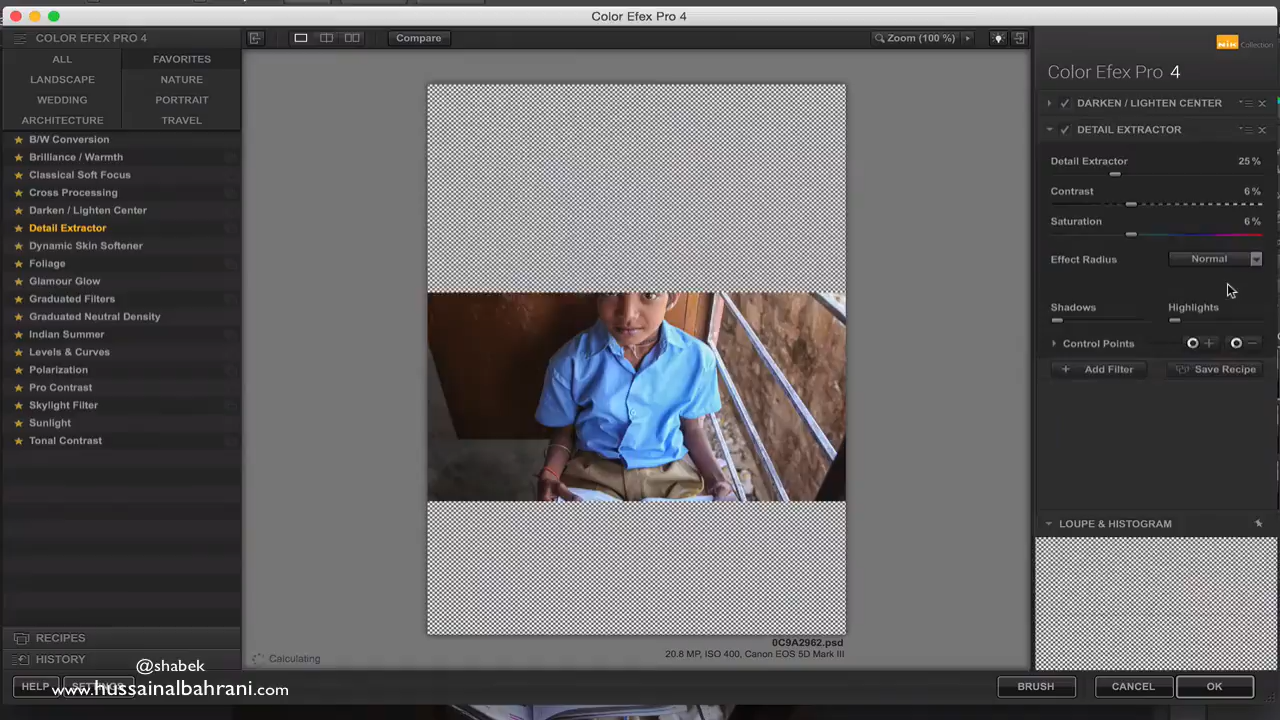 Color Efex Pro 4
COLOR EFEX PRO 4
ALL
FAVORITES
LANDSCAPE
NATURE
WEDDING
PORTRAIT
ARCHITECTURE
TRAVEL
B/W Conversion
Brilliance / Warmth
Classical Soft Focus
Cross Processing
Darken / Lighten Center
Detail Extractor
Dynamic Skin Softener
Foliage
Glamour Glow
Graduated Filters
Graduated Neutral Density
Indian Summer
Levels & Curves
Polarization
Pro Contrast
Skylight Filter
Sunlight
Tonal Contrast
RECIPES
HISTORY
@shabek
HELP
SETTINGS
www.hussainalbahrani.com
Compare
Zoom (100 %)
0C9A2962.psd
20.8 MP, ISO 400, Canon EOS 5D Mark III
Calculating
Nik Collection
Color Efex Pro 4
DARKEN / LIGHTEN CENTER
DETAIL EXTRACTOR
Detail Extractor 25 %
Contrast 6 %
Saturation 6 %
Effect Radius Normal
Shadows Highlights
Control Points
Add Filter Save Recipe
LOUPE & HISTOGRAM
BRUSH CANCEL OK